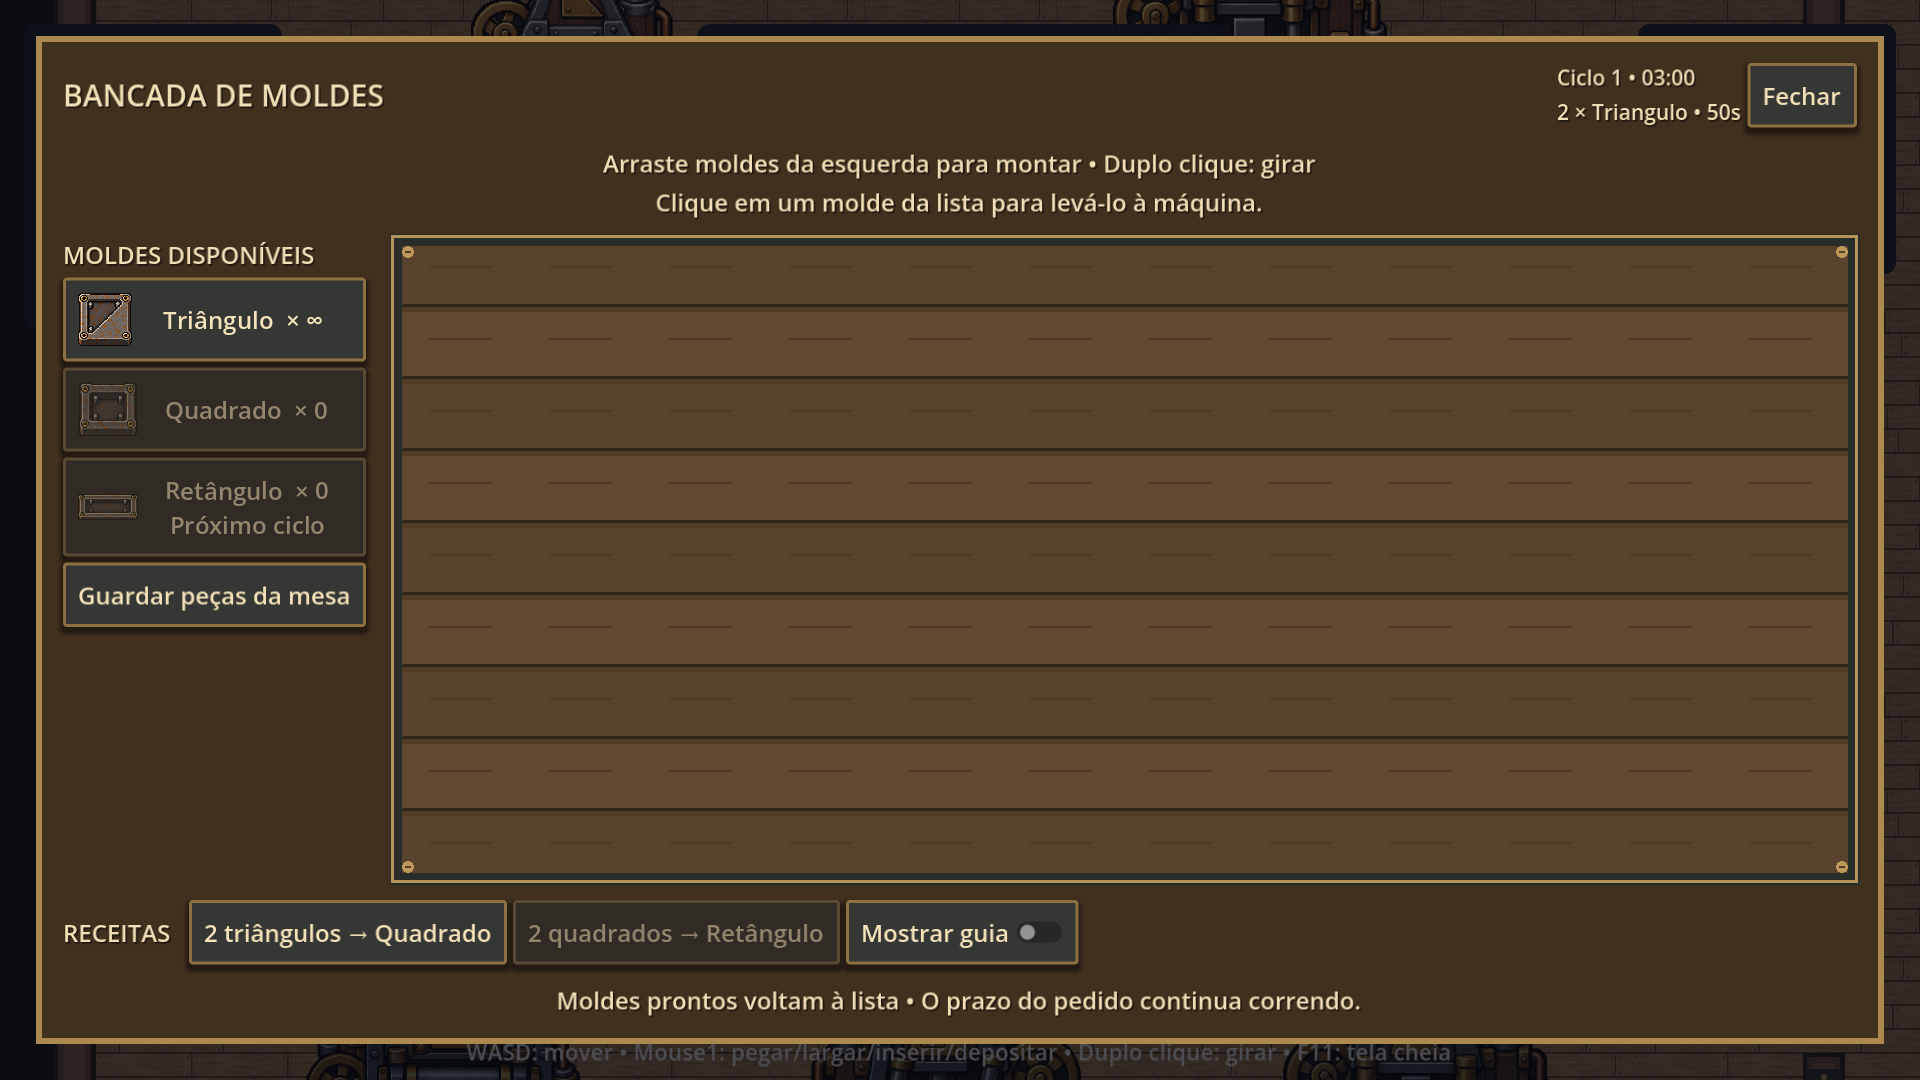 BANCADA DE MOLDES
Ciclo 1 • 03:00
2 × Triangulo • 50s
Fechar
Arraste moldes da esquerda para montar • Duplo clique: girar
Clique em um molde da lista para levá-lo à máquina.
MOLDES DISPONÍVEIS
Triângulo × ∞
Quadrado × 0
Retângulo × 0
Próximo ciclo
Guardar peças da mesa
RECEITAS
2 triângulos → Quadrado
2 quadrados → Retângulo
Mostrar guia
Moldes prontos voltam à lista • O prazo do pedido continua correndo.
WASD: mover • Mouse1: pegar/largar/inserir/depositar • Duplo clique: girar • F11: tela cheia